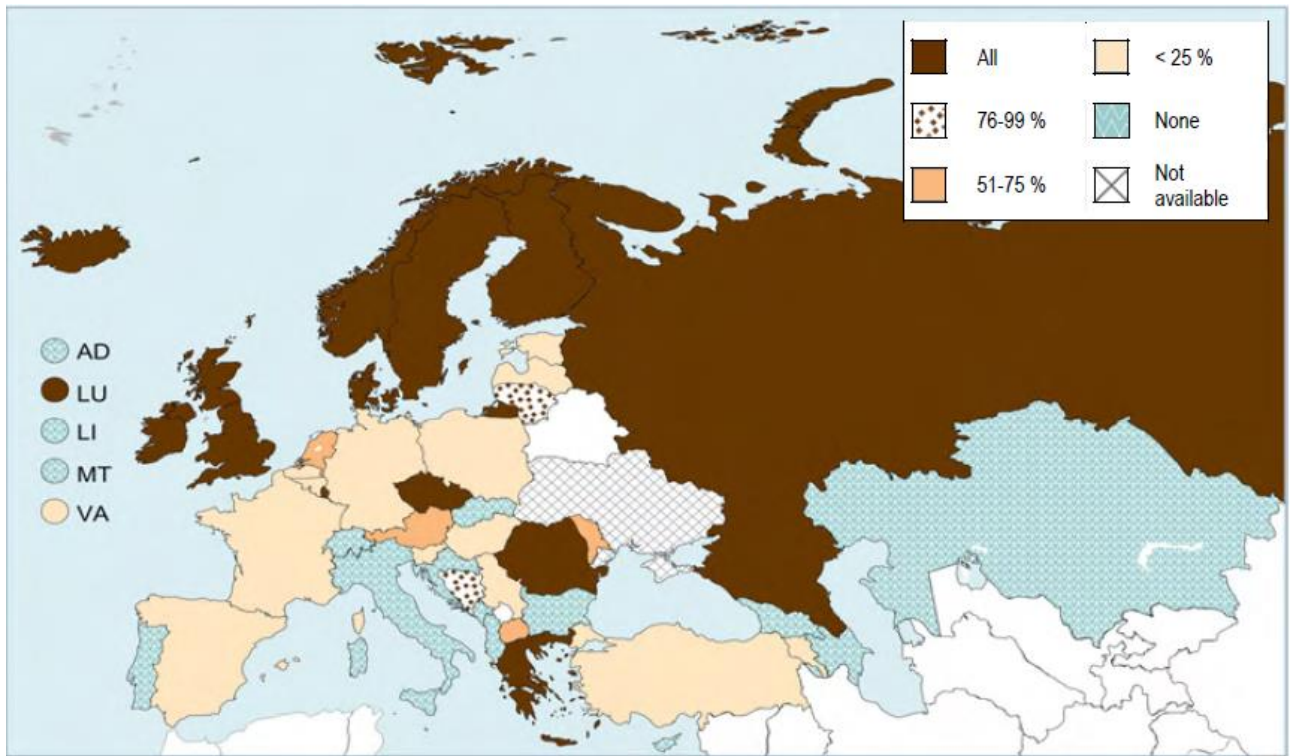 All
< 25 %
76-99 %
None
51-75 %
Not
available
AD
LU
LI
MT
VA